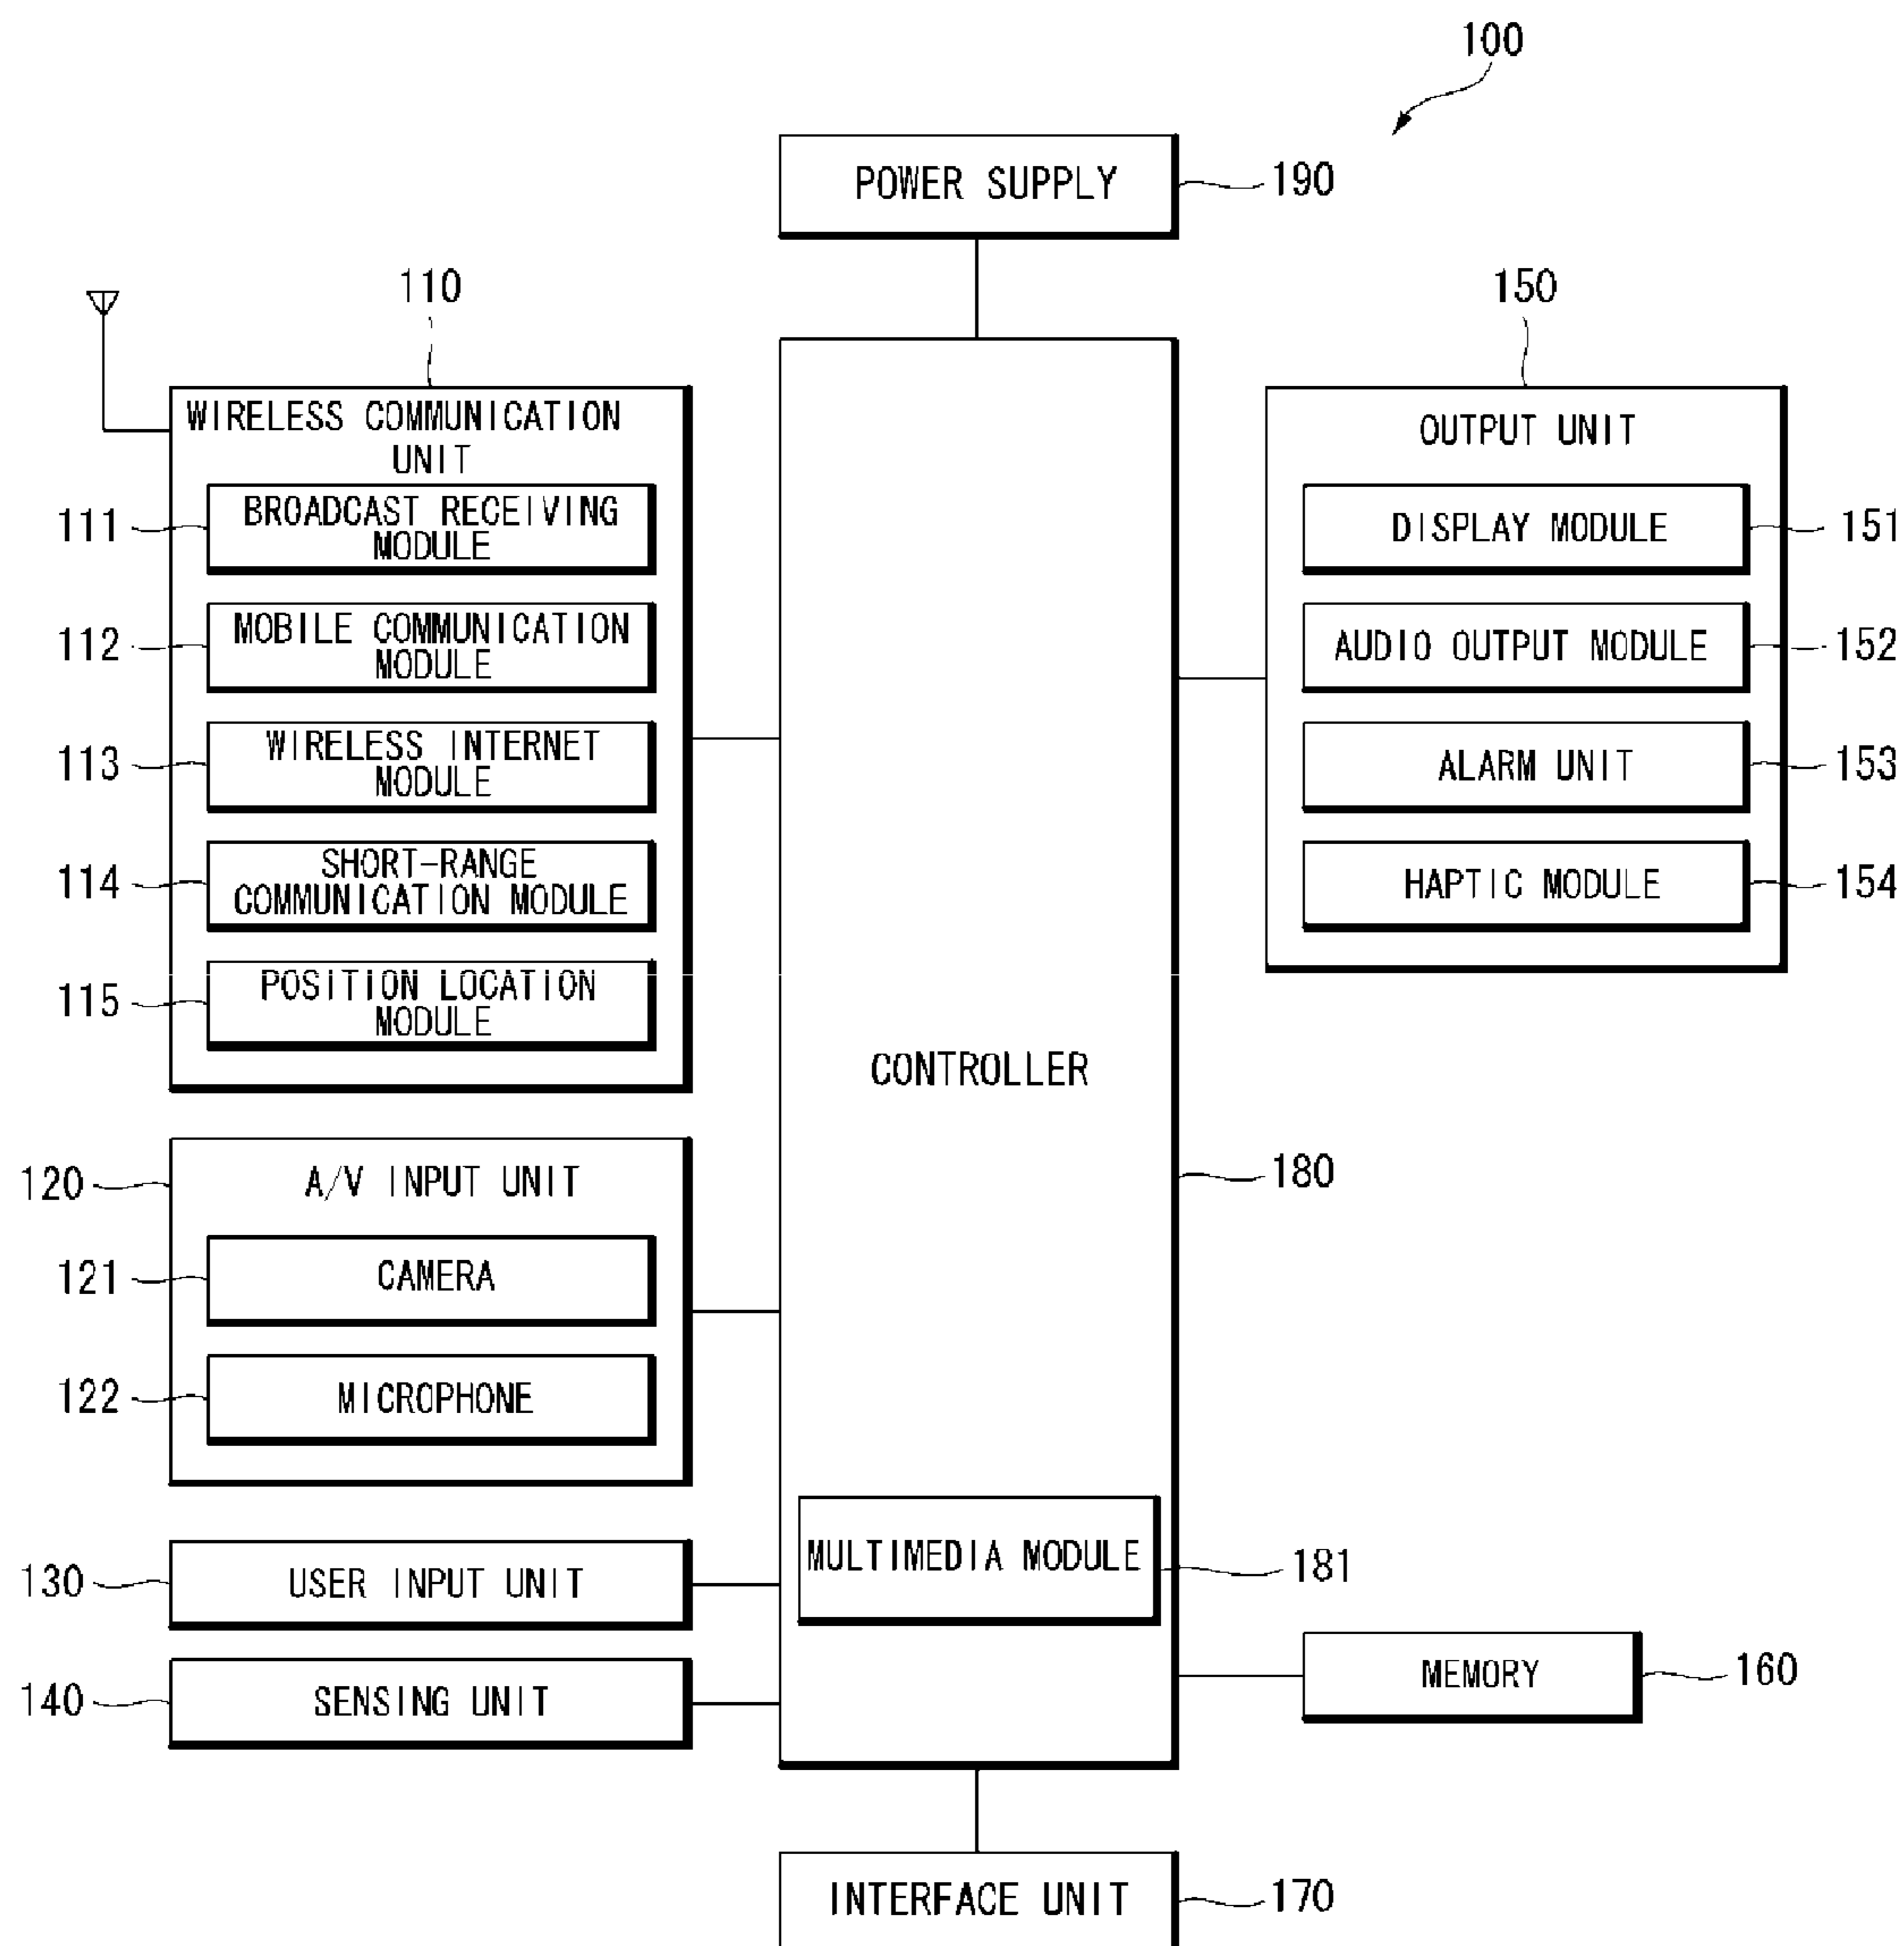 100
POWER SUPPLY
190
110
WIRELESS COMMUNICATION
UNIT
111
BROADCAST RECEIVING
MODULE
112
MOBILE COMMUNICATION
MODULE
113
WIRELESS INTERNET
MODULE
114
SHORT-RANGE
COMMUNICATION MODULE
115
POSITION LOCATION
MODULE
120
A/V INPUT UNIT
121
CAMERA
122
MICROPHONE
130
USER INPUT UNIT
140
SENSING UNIT
CONTROLLER
180
MULTIMEDIA MODULE
181
150
OUTPUT UNIT
DISPLAY MODULE
151
AUDIO OUTPUT MODULE
152
ALARM UNIT
153
HAPTIC MODULE
154
MEMORY
160
INTERFACE UNIT
170